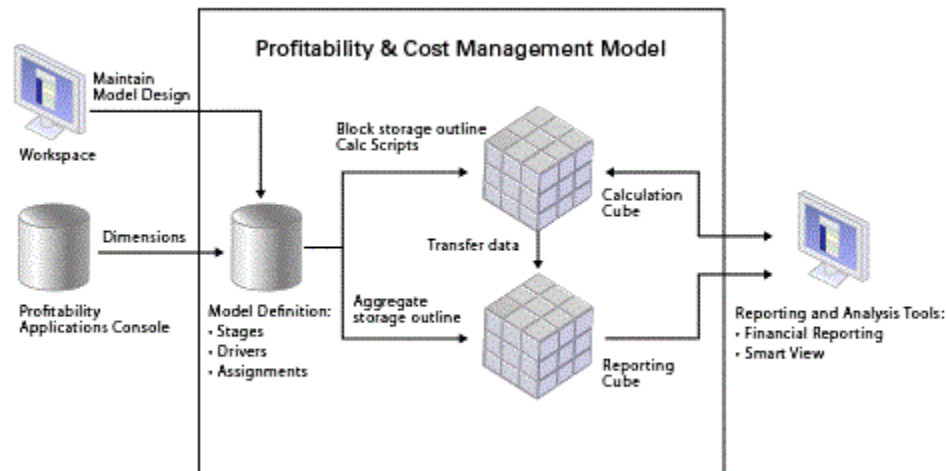 Profitability & Cost Management Model
Maintain
Model Design
Workspace
Block storage outline
Calc Scripts
Calculation
Cube
Dimensions
Transfer data
Profitability
Applications Console
Model Definition:
• Stages
• Drivers
• Assignments
Aggregate
storage outline
Reporting
Cube
Reporting and Analysis Tools:
• Financial Reporting
• Smart View